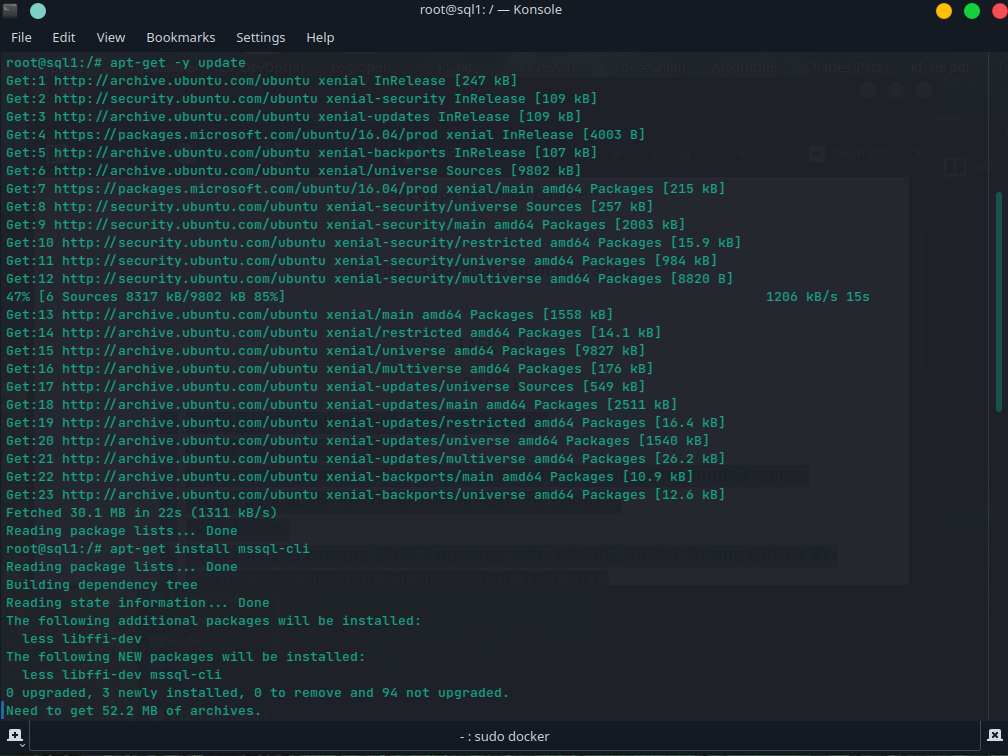 root@sql1: / — Konsole
File Edit View Bookmarks Settings Help
root@sql1:/# apt-get -y update
Get:1 http://archive.ubuntu.com/ubuntu xenial InRelease [247 kB]
Get:2 http://security.ubuntu.com/ubuntu xenial-security InRelease [109 kB]
Get:3 http://archive.ubuntu.com/ubuntu xenial-updates InRelease [109 kB]
Get:4 https://packages.microsoft.com/ubuntu/16.04/prod xenial InRelease [4003 B]
Get:5 http://archive.ubuntu.com/ubuntu xenial-backports InRelease [107 kB]
Get:6 http://archive.ubuntu.com/ubuntu xenial/universe Sources [9802 kB]
Get:7 https://packages.microsoft.com/ubuntu/16.04/prod xenial/main amd64 Packages [215 kB]
Get:8 http://security.ubuntu.com/ubuntu xenial-security/universe Sources [257 kB]
Get:9 http://security.ubuntu.com/ubuntu xenial-security/main amd64 Packages [2003 kB]
Get:10 http://security.ubuntu.com/ubuntu xenial-security/restricted amd64 Packages [15.9 kB]
Get:11 http://security.ubuntu.com/ubuntu xenial-security/universe amd64 Packages [984 kB]
Get:12 http://security.ubuntu.com/ubuntu xenial-security/multiverse amd64 Packages [8820 B]
47% [6 Sources 8317 kB/9802 kB 85%] 1206 kB/s 15s
Get:13 http://archive.ubuntu.com/ubuntu xenial/main amd64 Packages [1558 kB]
Get:14 http://archive.ubuntu.com/ubuntu xenial/restricted amd64 Packages [14.1 kB]
Get:15 http://archive.ubuntu.com/ubuntu xenial/universe amd64 Packages [9827 kB]
Get:16 http://archive.ubuntu.com/ubuntu xenial/multiverse amd64 Packages [176 kB]
Get:17 http://archive.ubuntu.com/ubuntu xenial-updates/universe Sources [549 kB]
Get:18 http://archive.ubuntu.com/ubuntu xenial-updates/main amd64 Packages [2511 kB]
Get:19 http://archive.ubuntu.com/ubuntu xenial-updates/restricted amd64 Packages [16.4 kB]
Get:20 http://archive.ubuntu.com/ubuntu xenial-updates/universe amd64 Packages [1540 kB]
Get:21 http://archive.ubuntu.com/ubuntu xenial-updates/multiverse amd64 Packages [26.2 kB]
Get:22 http://archive.ubuntu.com/ubuntu xenial-backports/main amd64 Packages [10.9 kB]
Get:23 http://archive.ubuntu.com/ubuntu xenial-backports/universe amd64 Packages [12.6 kB]
Fetched 30.1 MB in 22s (1311 kB/s)
Reading package lists... Done
root@sql1:/# apt-get install mssql-cli
Reading package lists... Done
Building dependency tree
Reading state information... Done
The following additional packages will be installed:
less libffi-dev
The following NEW packages will be installed:
less libffi-dev mssql-cli
0 upgraded, 3 newly installed, 0 to remove and 94 not upgraded.
Need to get 52.2 MB of archives.
- : sudo docker